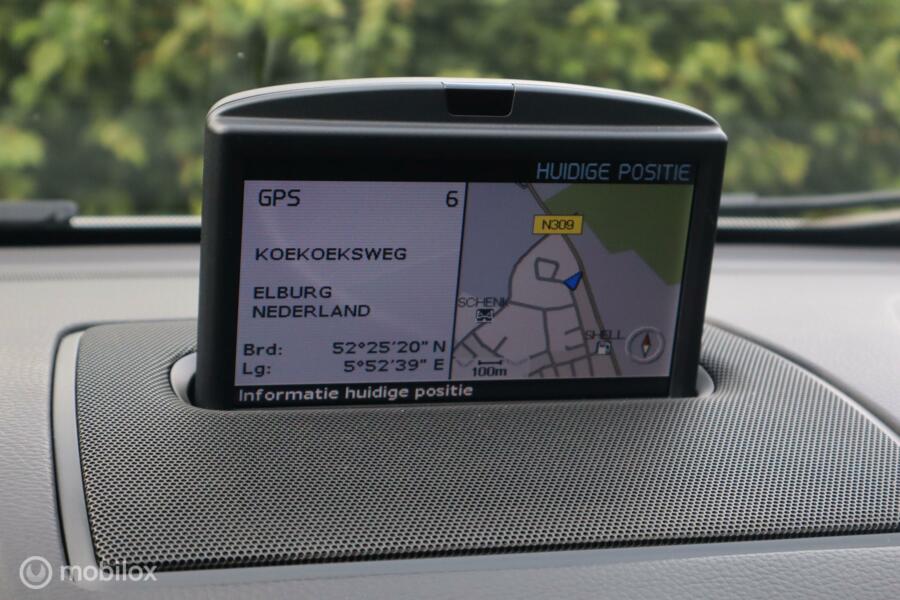 HUIDIGE POSITIE
GPS 6
KOEKOEKSWEG
ELBURG
NEDERLAND
Brd: 52°25'20" N
Lg: 5°52'39" E
N309
SCHENK
SHELL
100m
Informatie huidige positie
mobilox